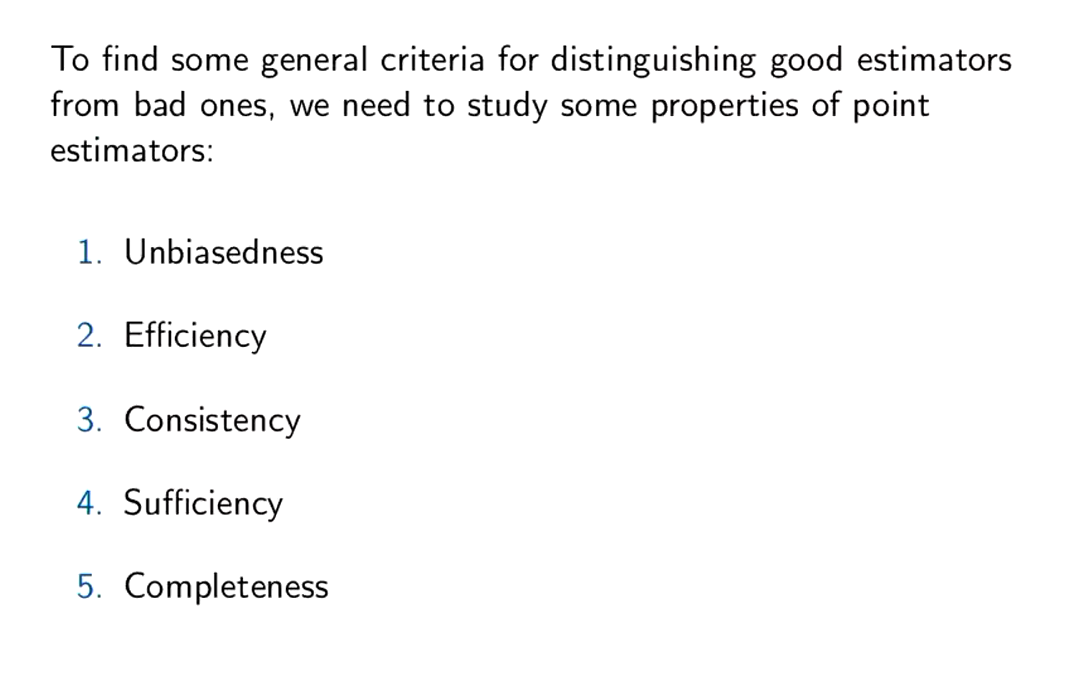 To find some general criteria for distinguishing good estimators
from bad ones, we need to study some properties of point
estimators:
1. Unbiasedness
2. Efficiency
3. Consistency
4. Sufficiency
5. Completeness